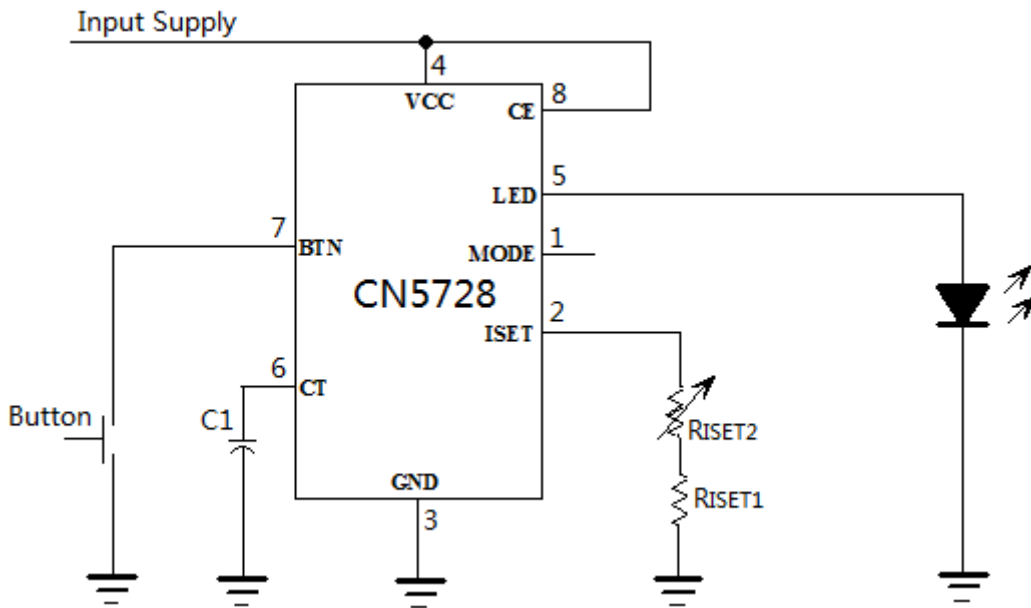 Input Supply
4
VCC
8
CE
5
LED
7
BTN
1
MODE
CN5728
2
ISET
6
CT
Button
C1
RISET2
GND
RISET1
3